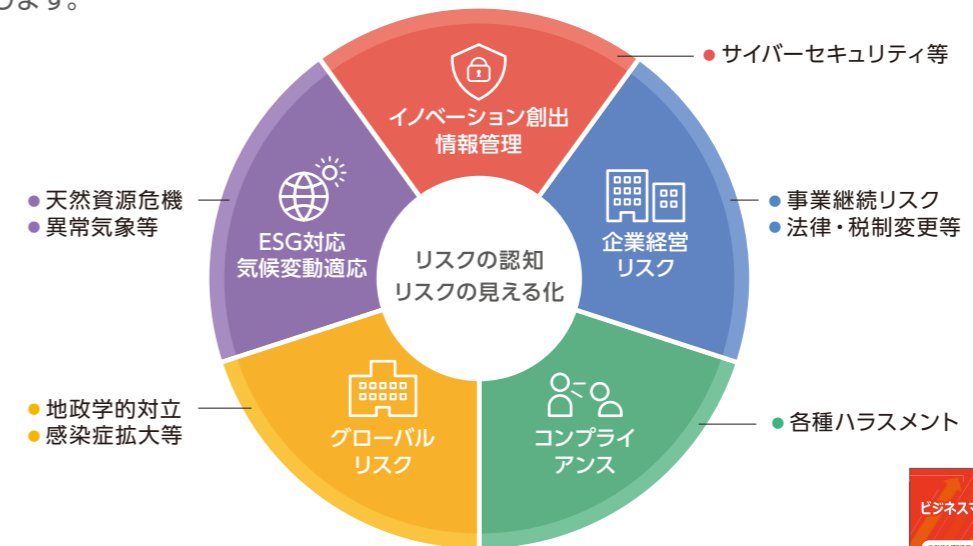 ります。
サイバーセキュリティ等
イノベーション創出
情報管理
天然資源危機
異常気象等
ESG対応
気候変動適応
事業継続リスク
法律・税制変更等
企業経営
リスク
リスクの認知
リスクの見える化
地政学的対立
感染症拡大等
グローバル
リスク
コンプライ
アンス
各種ハラスメント
ビジネスマ